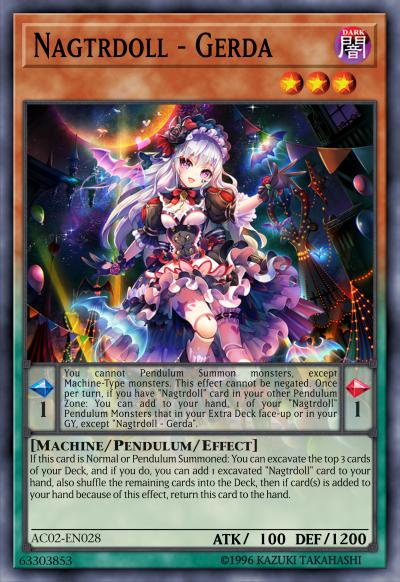 NAGTRDOLL - GERDA
DARK
闇
You cannot Pendulum Summon monsters, except
Machine-Type monsters. This effect cannot be negated. Once
per turn, if you have "Nagtrdoll" card in your other Pendulum
Zone: You can add to your hand, 1 of your "Nagtrdoll"
Pendulum Monsters that in your Extra Deck face-up or in your
GY, except "Nagtrdoll - Gerda".
1
1
[MACHINE/PENDULUM/EFFECT]
If this card is Normal or Pendulum Summoned: You can excavate the top 3 cards
of your Deck, and if you do, you can add 1 excavated "Nagtrdoll" card to your
hand, also shuffle the remaining cards into the Deck, then if card(s) is added to
your hand because of this effect, return this card to the hand.
AC02-EN028
ATK/ 100 DEF/1200
63303853
©1996 KAZUKI TAKAHASHI